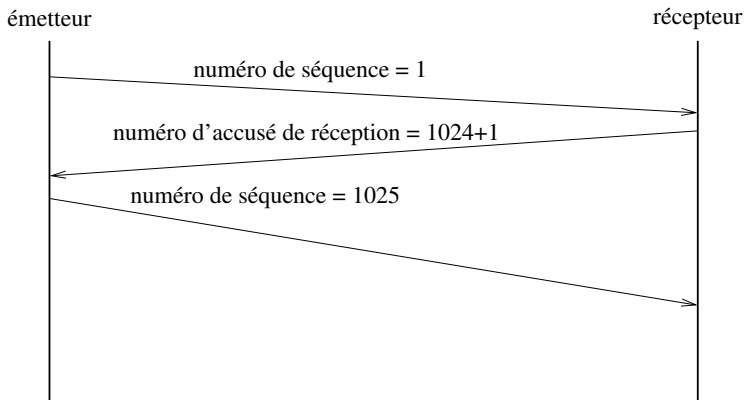 émetteur
récepteur
numéro de séquence = 1
numéro d'accusé de réception = 1024+1
numéro de séquence = 1025